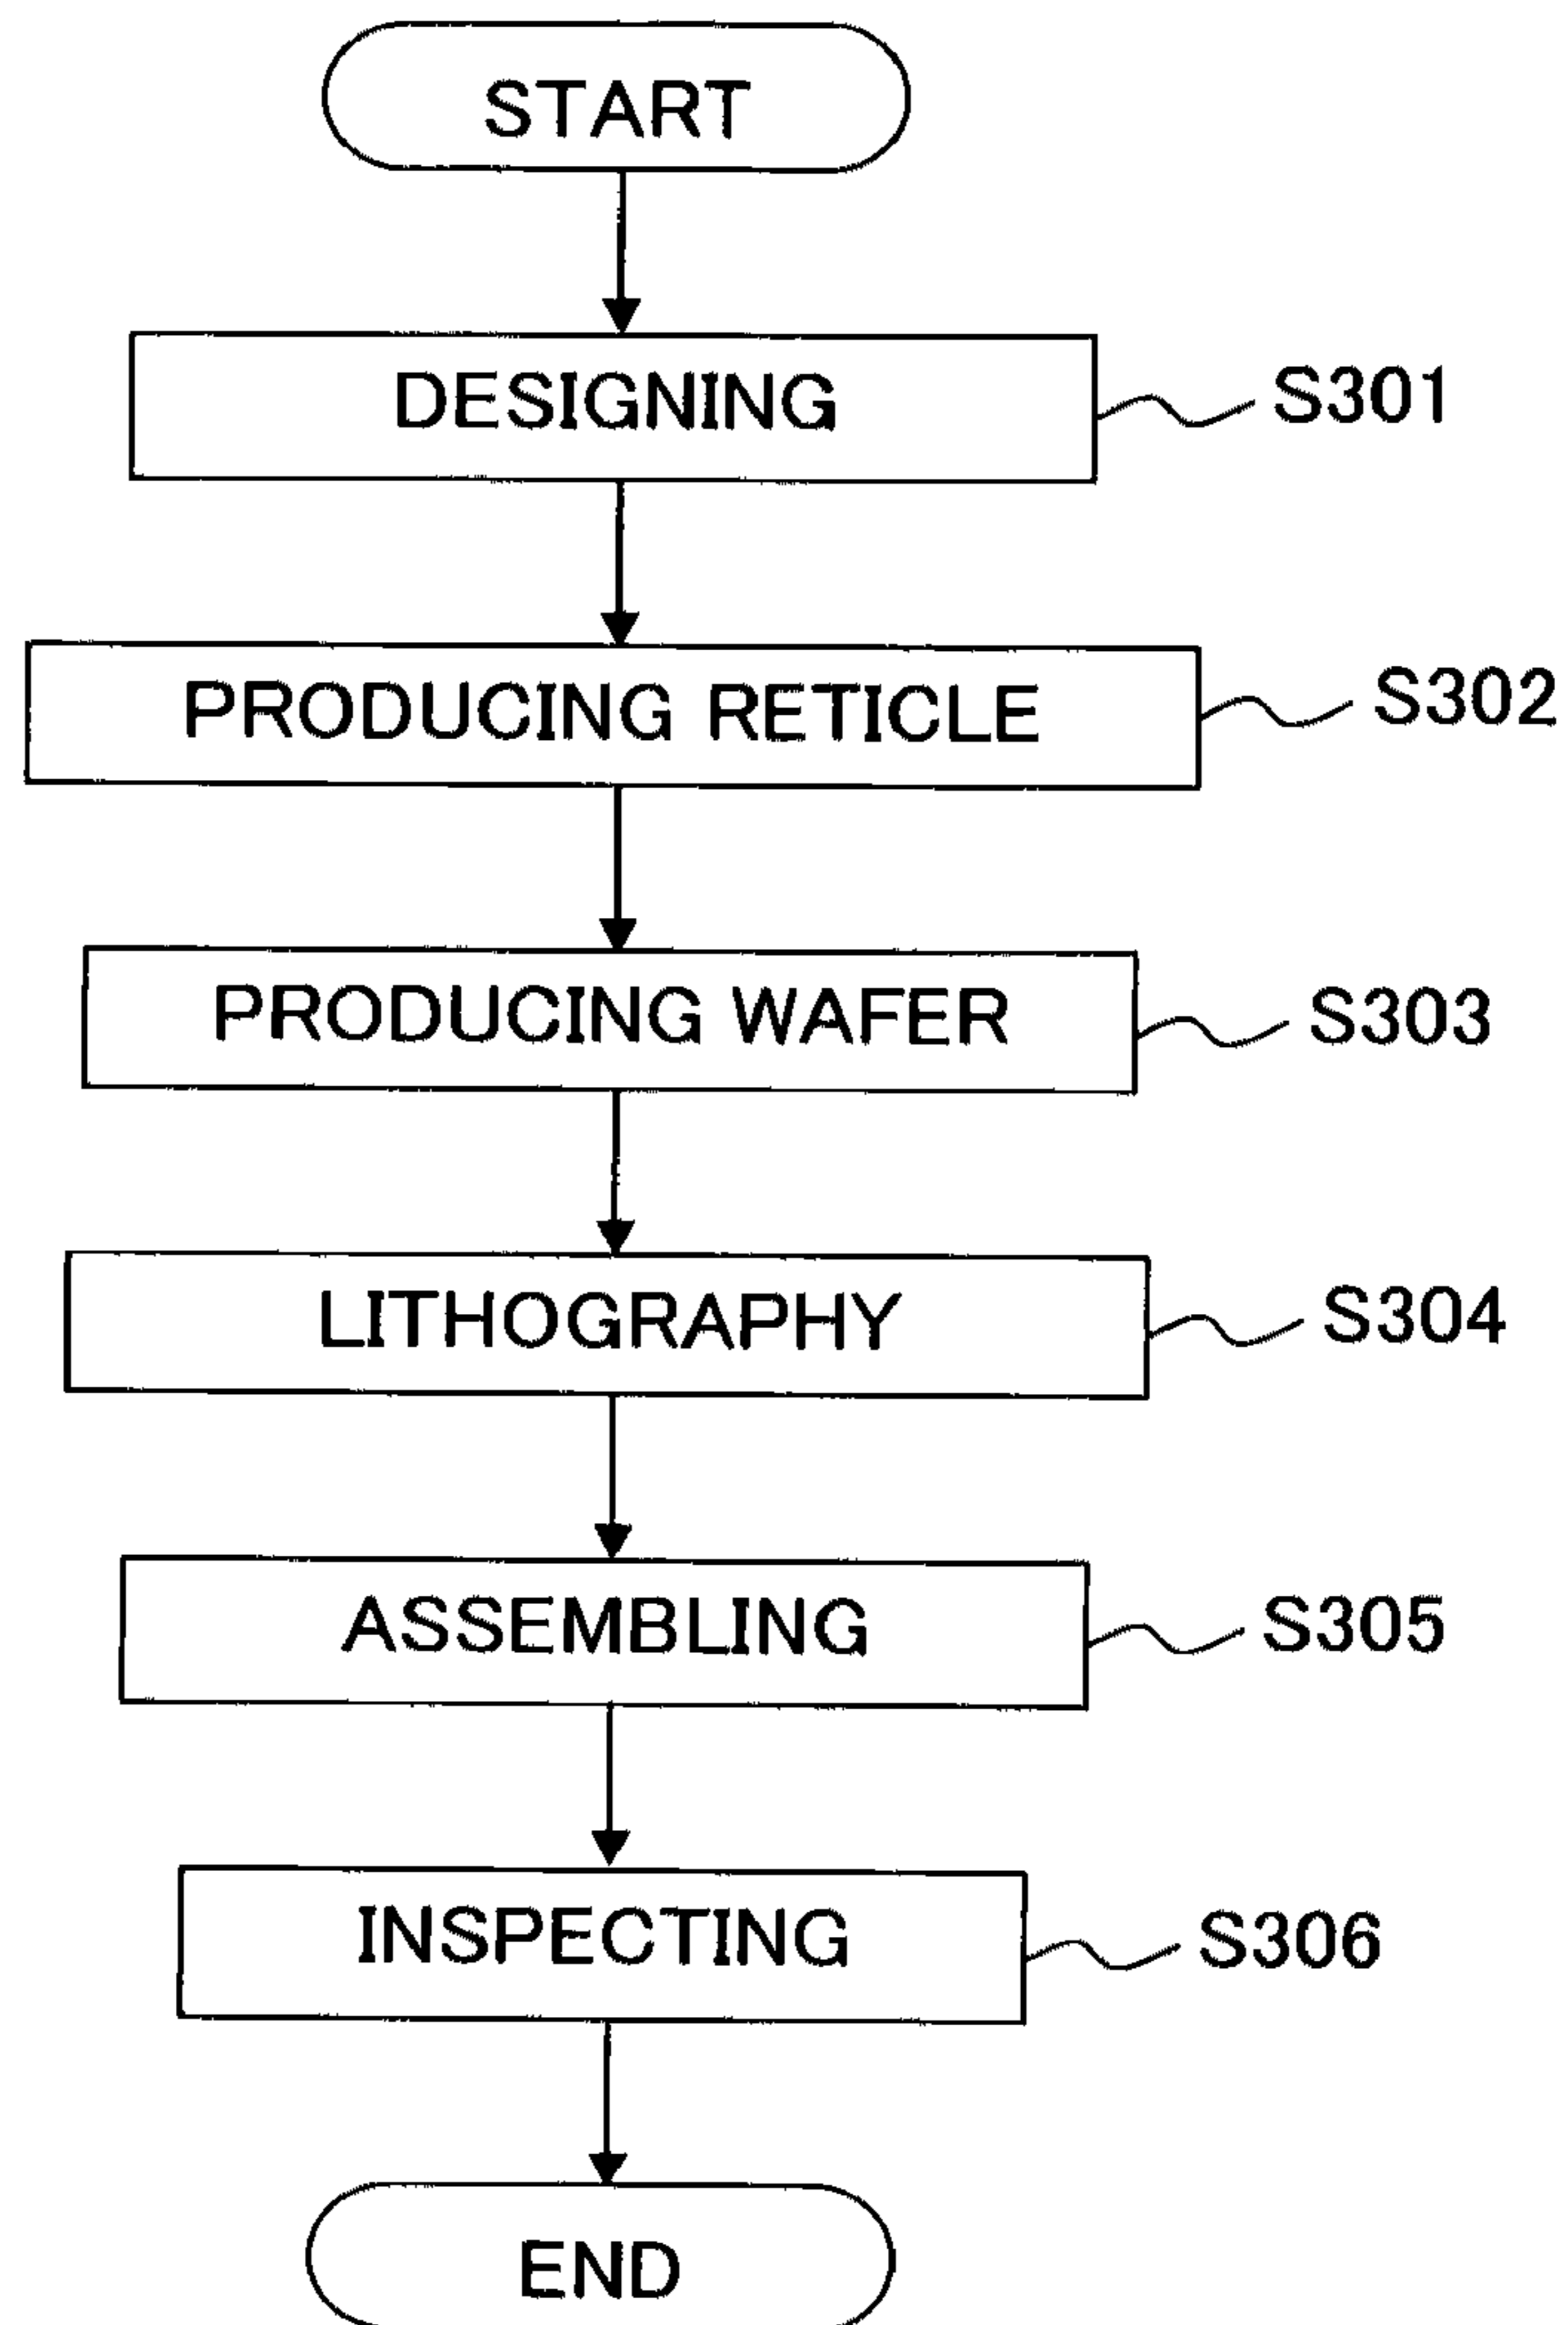 START
DESIGNING
S301
PRODUCING RETICLE
S302
PRODUCING WAFER
S303
LITHOGRAPHY
S304
ASSEMBLING
S305
INSPECTING
S306
END